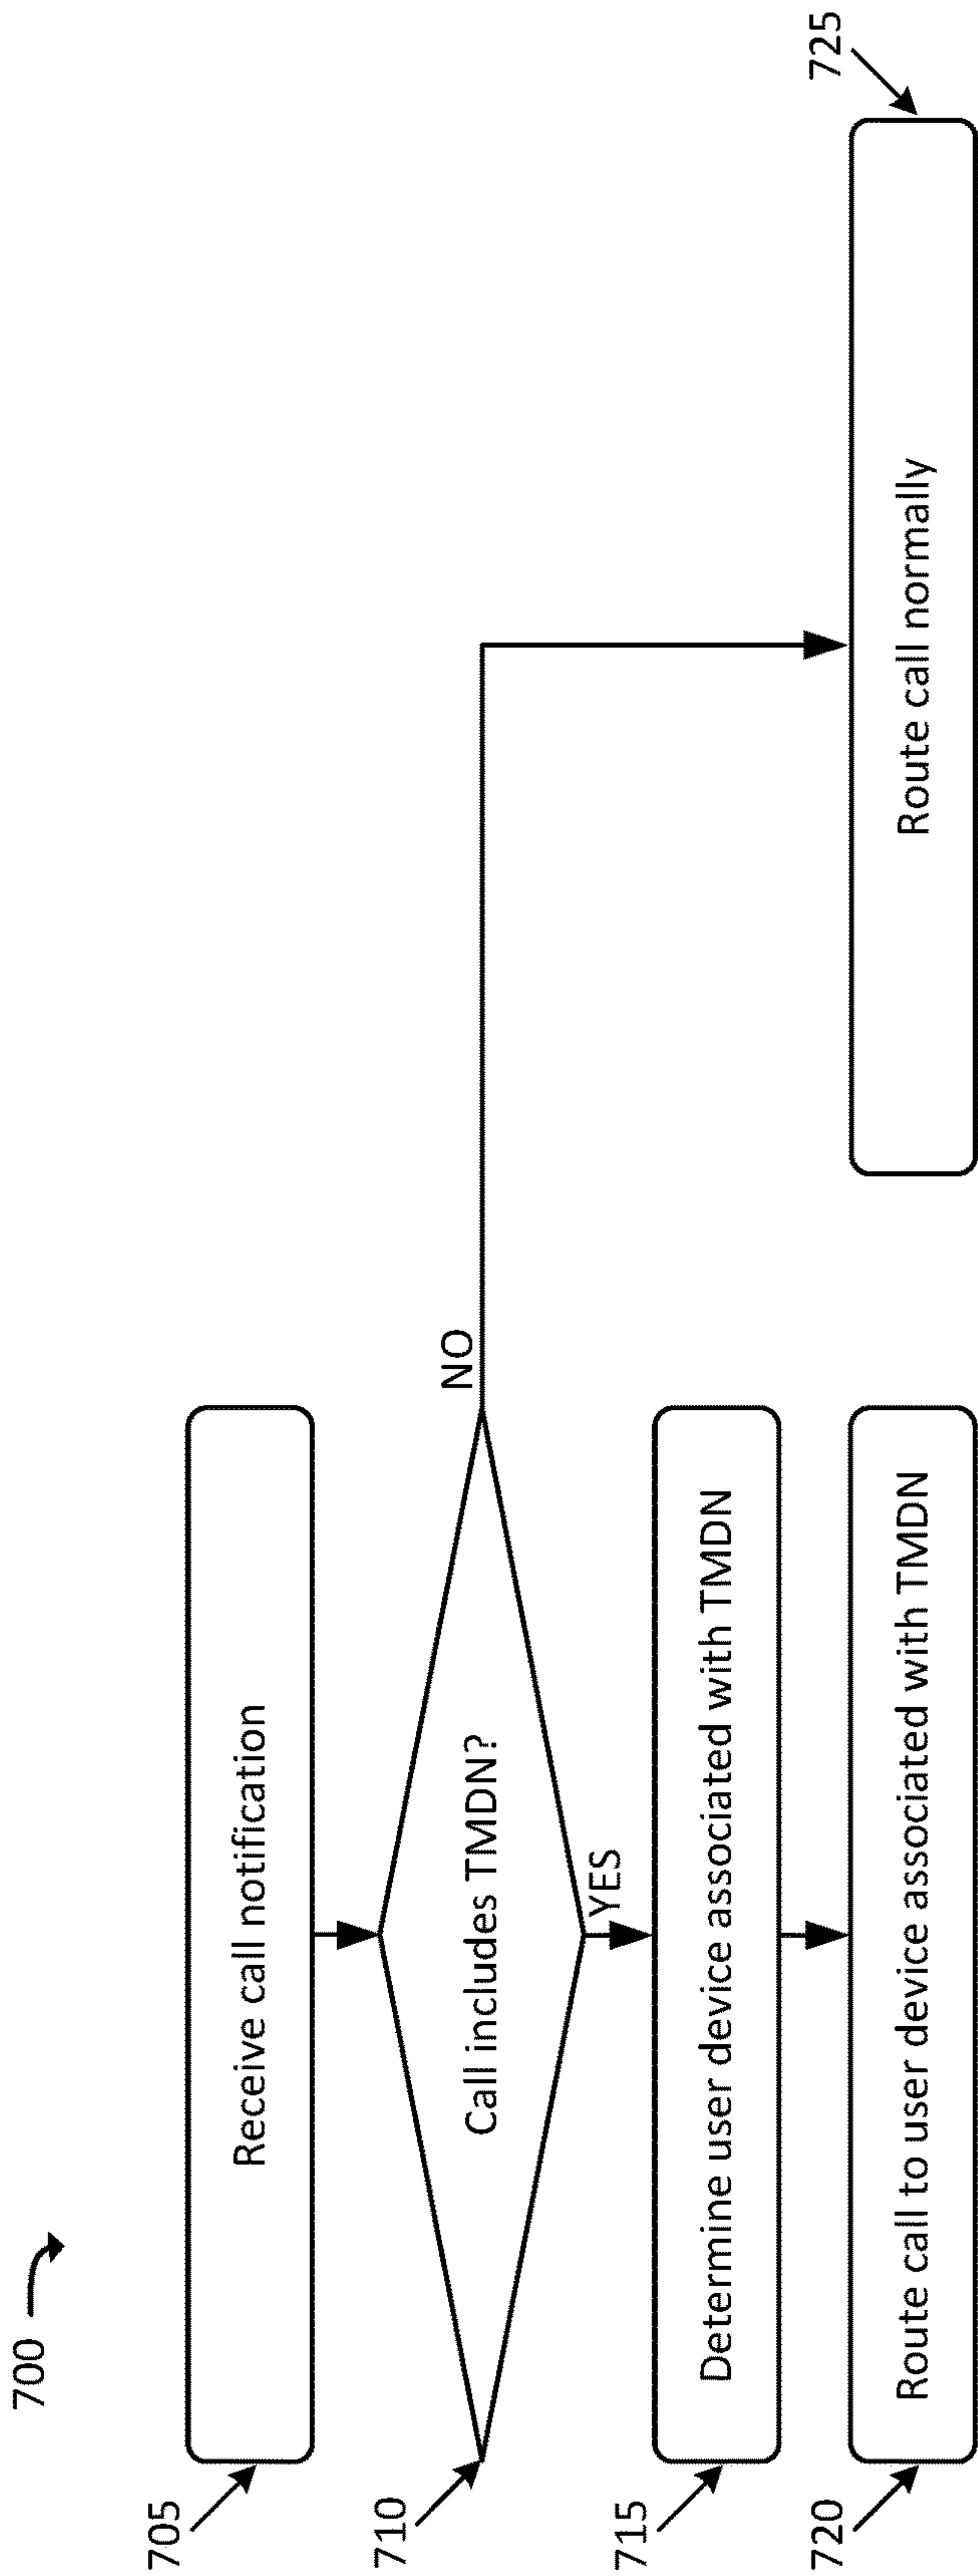 700
705
Receive call notification
710
Call includes TMDN?
NO
YES
715
Determine user device associated with TMDN
720
Route call to user device associated with TMDN
725
Route call normally